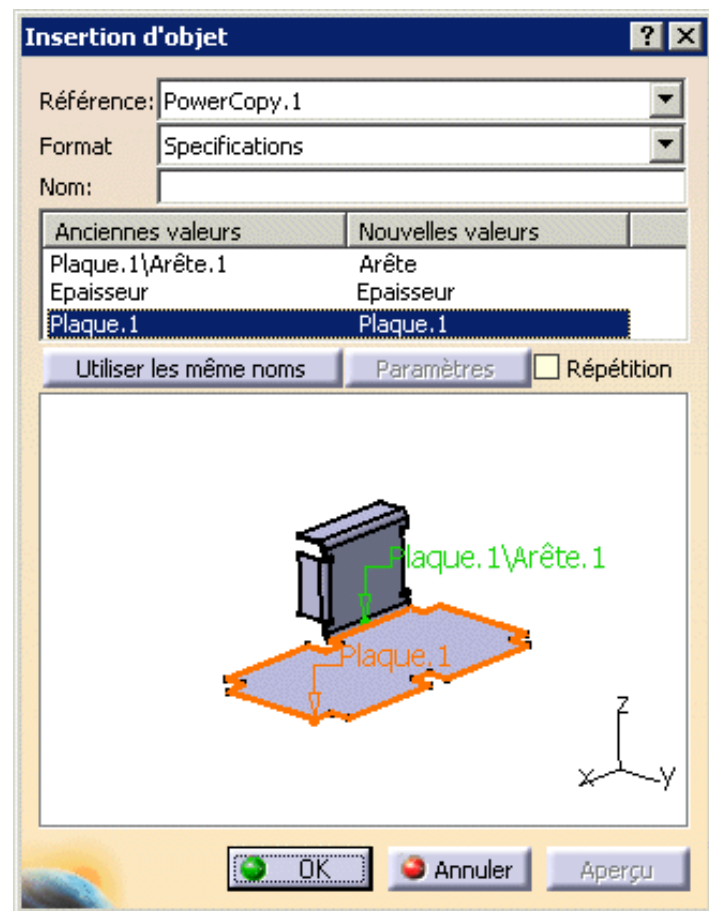 Insertion d'objet
Référence: PowerCopy.1
Format Specifications
Nom:
Anciennes valeurs Nouvelles valeurs
Plaque.1\Arête.1 Arête
Epaisseur Epaisseur
Plaque.1 Plaque.1
Utiliser les même noms Paramètres Répétition
Plaque.1\Arête.1
Plaque.1
z
x y
OK Annuler Aperçu